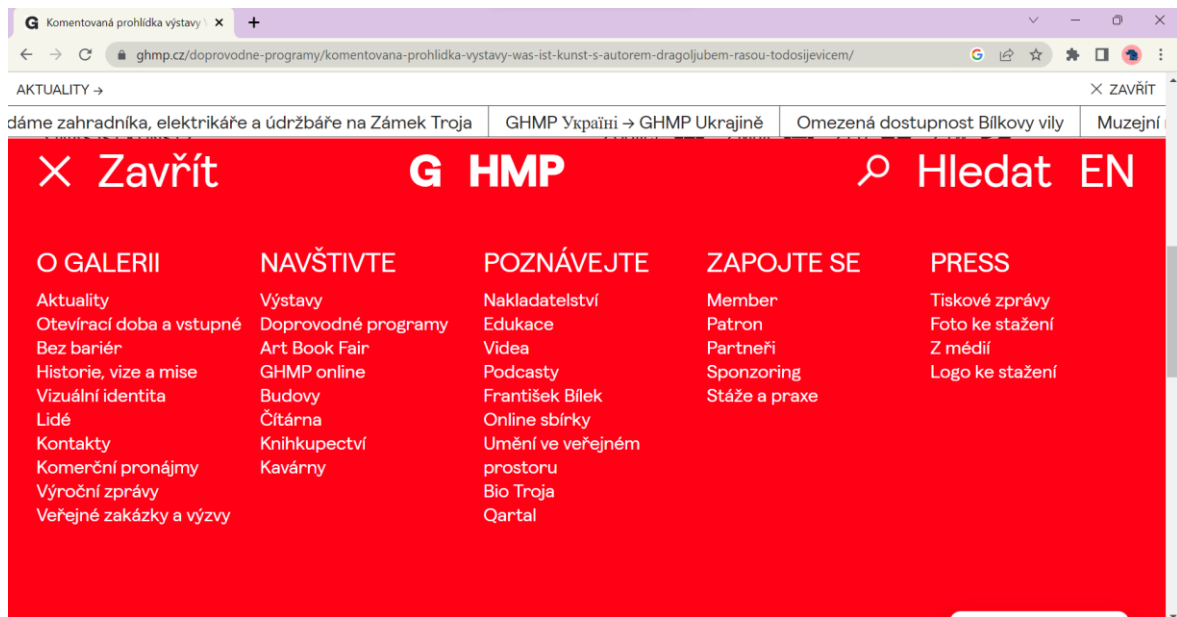 Komentovaná prohlídka výstavy
ghmp.cz/doprovodne-programy/komentovana-prohlidka-vystavy-was-ist-kunst-s-autorem-dragoljubem-rasou-todosijevicem/
AKTUALITY →
ZAVŘÍT
dáme zahradníka, elektrikáře a údržbáře na Zámek Troja
GHMP Україні → GHMP Ukrajině
Omezená dostupnost Bílkovy vily
Muzejní
Zavřít
G HMP
Hledat
EN
O GALERII
Aktuality
Otevírací doba a vstupné
Bez bariér
Historie, vize a mise
Vizuální identita
Lidé
Kontakty
Komerční pronájmy
Výroční zprávy
Veřejné zakázky a výzvy
NAVŠTIVTE
Výstavy
Doprovodné programy
Art Book Fair
GHMP online
Budovy
Čítárna
Knihkupectví
Kavárny
POZNÁVEJTE
Nakladatelství
Edukace
Videa
Podcasty
František Bílek
Online sbírky
Umění ve veřejném
prostoru
Bio Troja
Qartal
ZAPOJTE SE
Member
Patron
Partneři
Sponzoring
Stáže a praxe
PRESS
Tiskové zprávy
Foto ke stažení
Z médií
Logo ke stažení